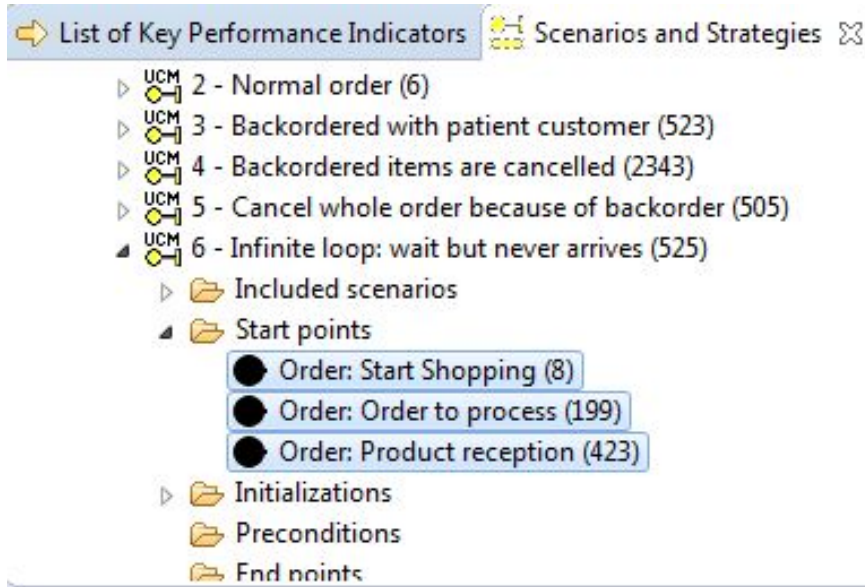 List of Key Performance Indicators Scenarios and Strategies
UCM 2 - Normal order (6)
UCM 3 - Backordered with patient customer (523)
UCM 4 - Backordered items are cancelled (2343)
UCM 5 - Cancel whole order because of backorder (505)
UCM 6 - Infinite loop: wait but never arrives (525)
Included scenarios
Start points
Order: Start Shopping (8)
Order: Order to process (199)
Order: Product reception (423)
Initializations
Preconditions
End points